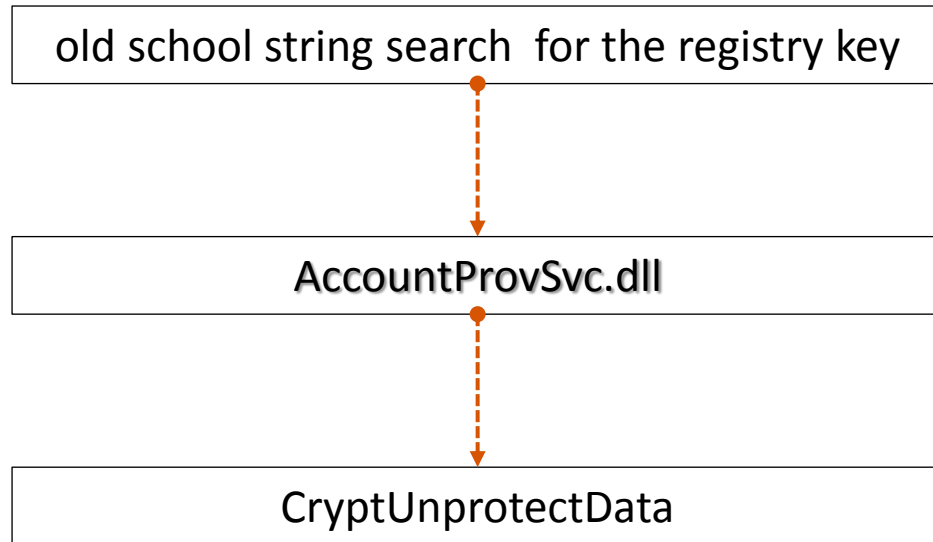 old school string search  for the registry key
AccountProvSvc.dll
CryptUnprotectData